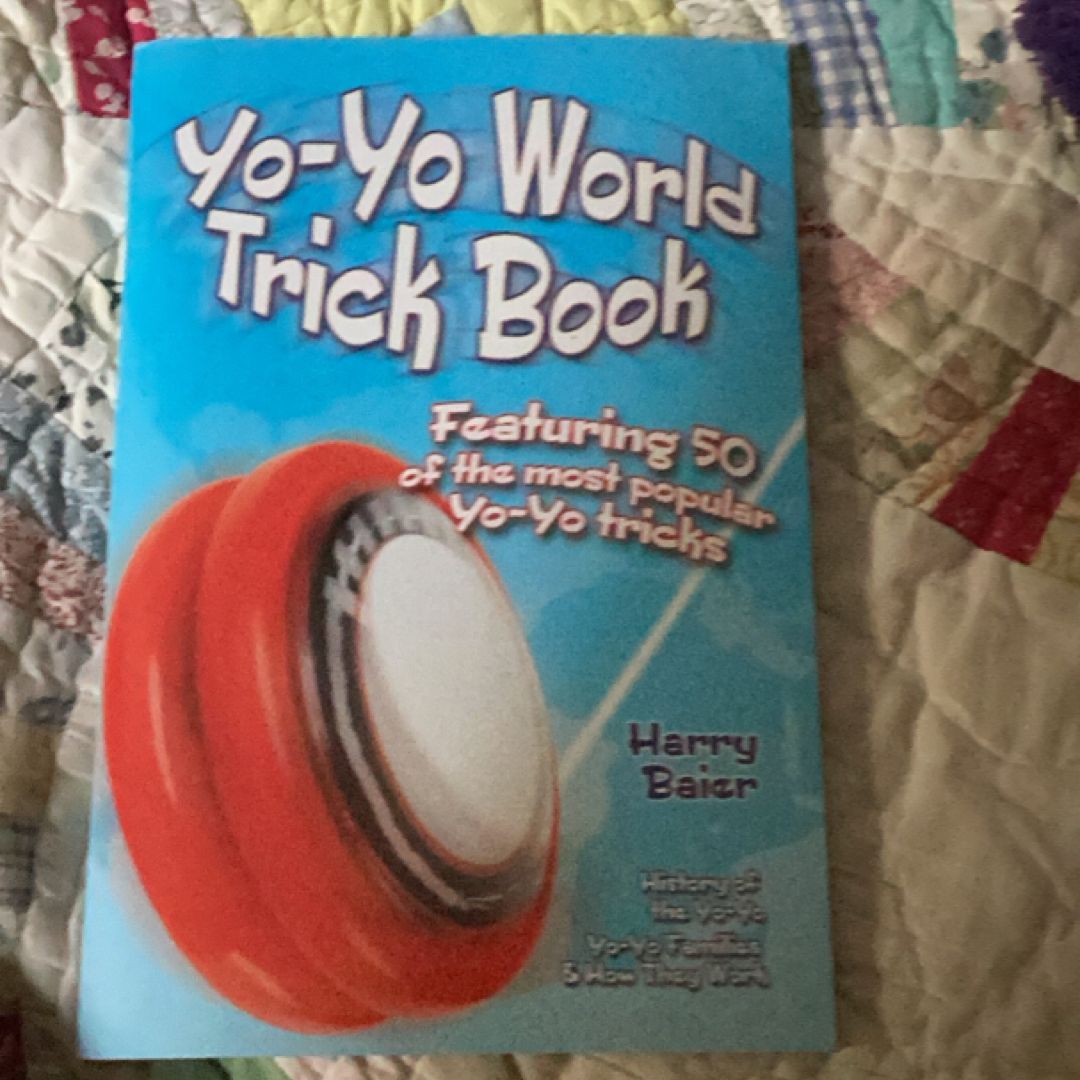 Yo-Yo World
Trick Book
Featuring 50
of the most popular
Yo-Yo tricks
Harry
Baier
History of
the Yo-Yo
Yo-Yo Families
& How They Work